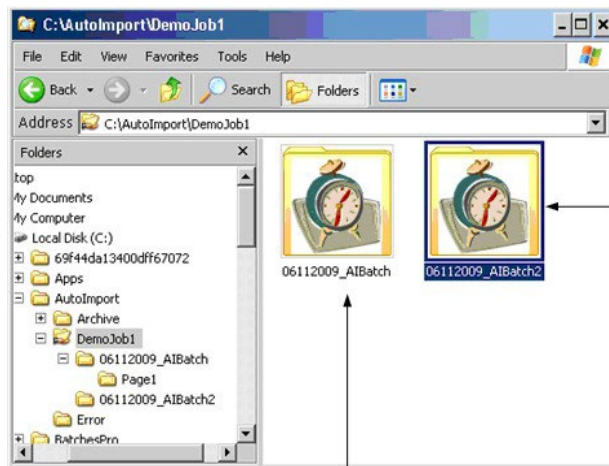 C:\AutoImport\DemoJob1
File Edit View Favorites Tools Help
Back Search Folders
Address C:\AutoImport\DemoJob1
Folders
top
My Documents
My Computer
Local Disk (C:)
69f44da13400dff67072
Apps
AutoImport
Archive
DemoJob1
06112009_AIBatch
Page1
06112009_AIBatch2
Error
BatchesPro
06112009_AIBatch
06112009_AIBatch2